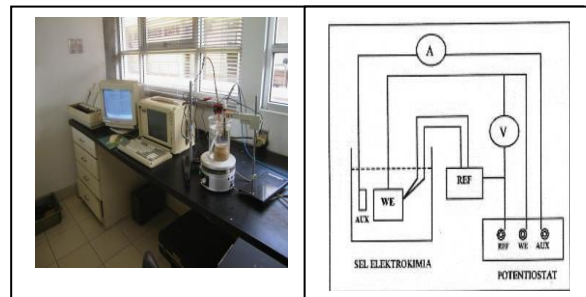 A
V
REF
WE
AUX
REF WE AUX
SEL ELEKTROKIMIA
POTENTIOSTAT